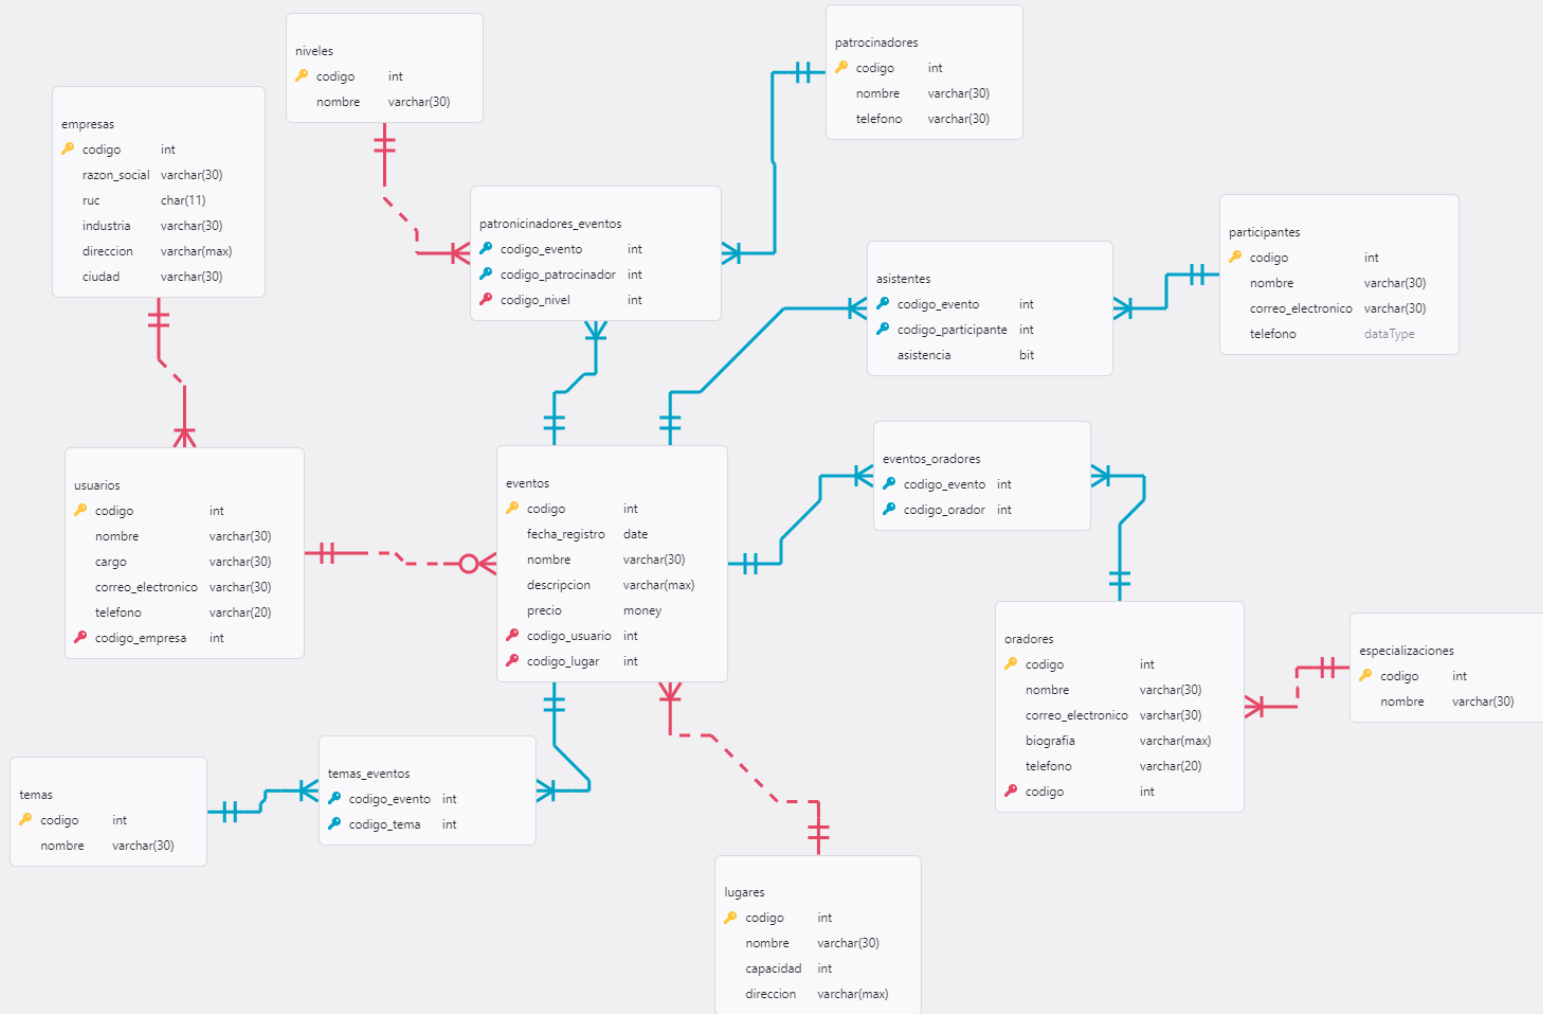 niveles
codigo int
nombre varchar(30)
patrocinadores
codigo int
nombre varchar(30)
telefono varchar(30)
empresas
codigo int
razon_social varchar(30)
ruc char(11)
industria varchar(30)
direccion varchar(max)
ciudad varchar(30)
patronicinadores_eventos
codigo_evento int
codigo_patrocinador int
codigo_nivel int
participantes
codigo int
nombre varchar(30)
correo_electronico varchar(30)
telefono dataType
asistentes
codigo_evento int
codigo_participante int
asistencia bit
usuarios
codigo int
nombre varchar(30)
cargo varchar(30)
correo_electronico varchar(30)
telefono varchar(20)
codigo_empresa int
eventos
codigo int
fecha_registro date
nombre varchar(30)
descripcion varchar(max)
precio money
codigo_usuario int
codigo_lugar int
eventos_oradores
codigo_evento int
codigo_orador int
oradores
codigo int
nombre varchar(30)
correo_electronico varchar(30)
biografia varchar(max)
telefono varchar(20)
codigo int
especializaciones
codigo int
nombre varchar(30)
temas
codigo int
nombre varchar(30)
temas_eventos
codigo_evento int
codigo_tema int
lugares
codigo int
nombre varchar(30)
capacidad int
direccion varchar(max)